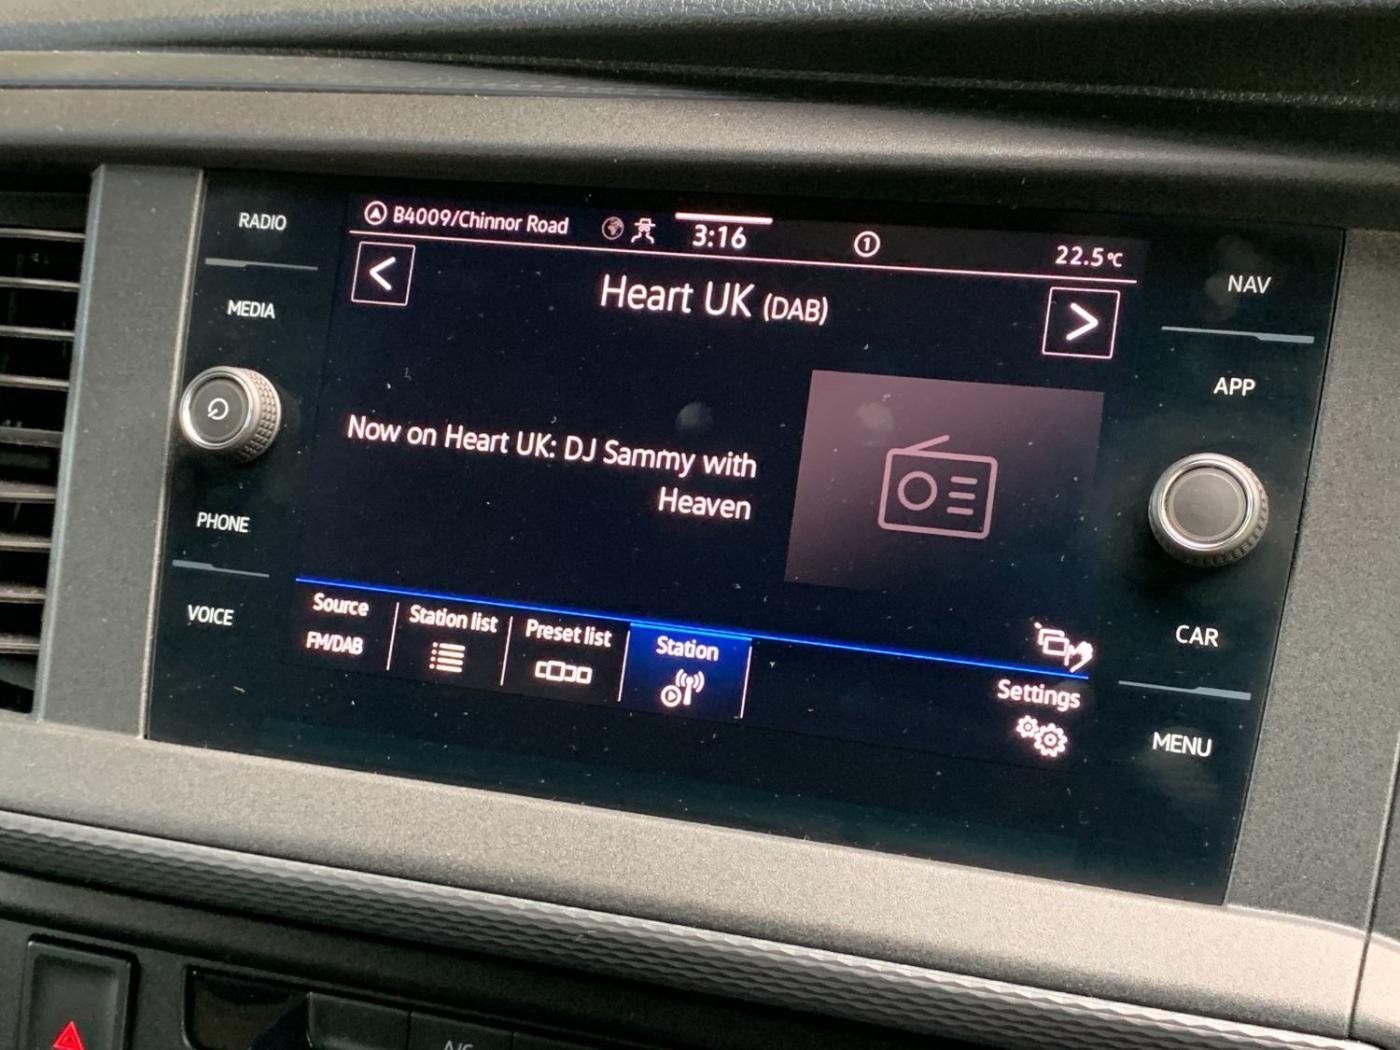 RADIO
MEDIA
PHONE
VOICE
B4009/Chinnor Road
3:16
1
22.5°C
<
Heart UK (DAB)
>
Now on Heart UK: DJ Sammy with
Heaven
Source
FM/DAB
Station list
Preset list
Station
Settings
NAV
APP
CAR
MENU
A/C